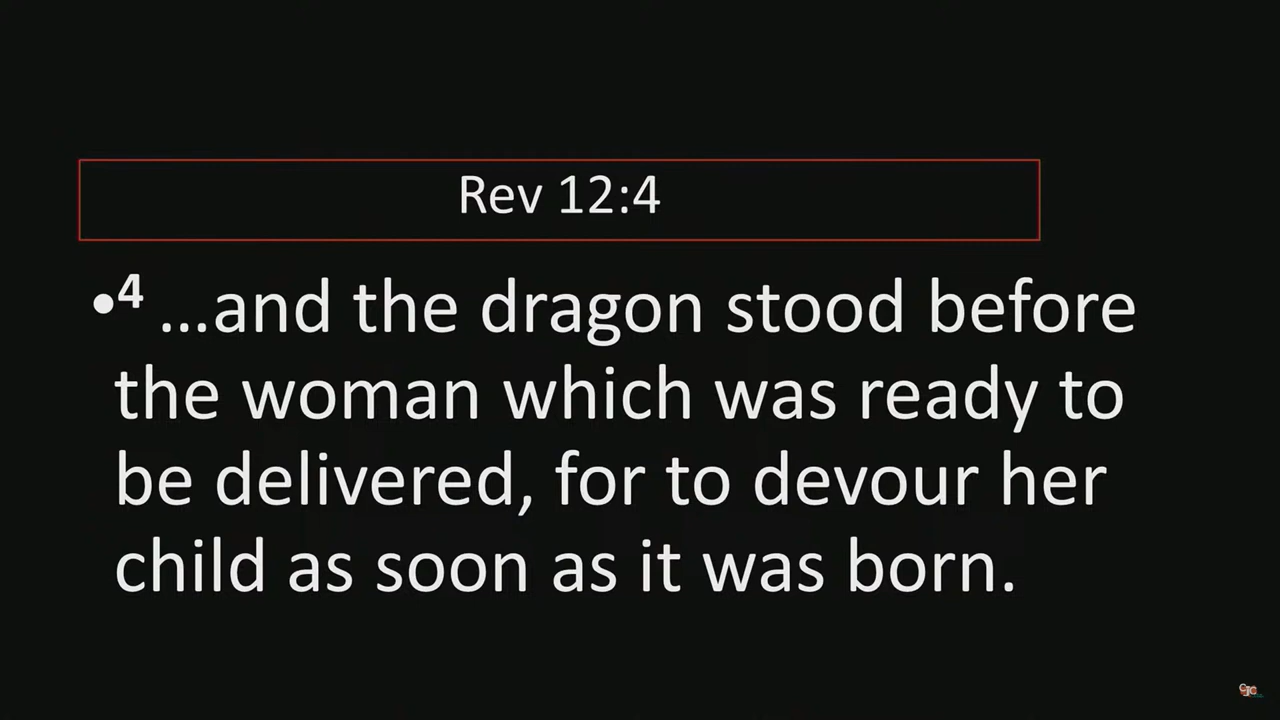 Rev 12:4
•4 ...and the dragon stood before
the woman which was ready to
be delivered, for to devour her
child as soon as it was born.